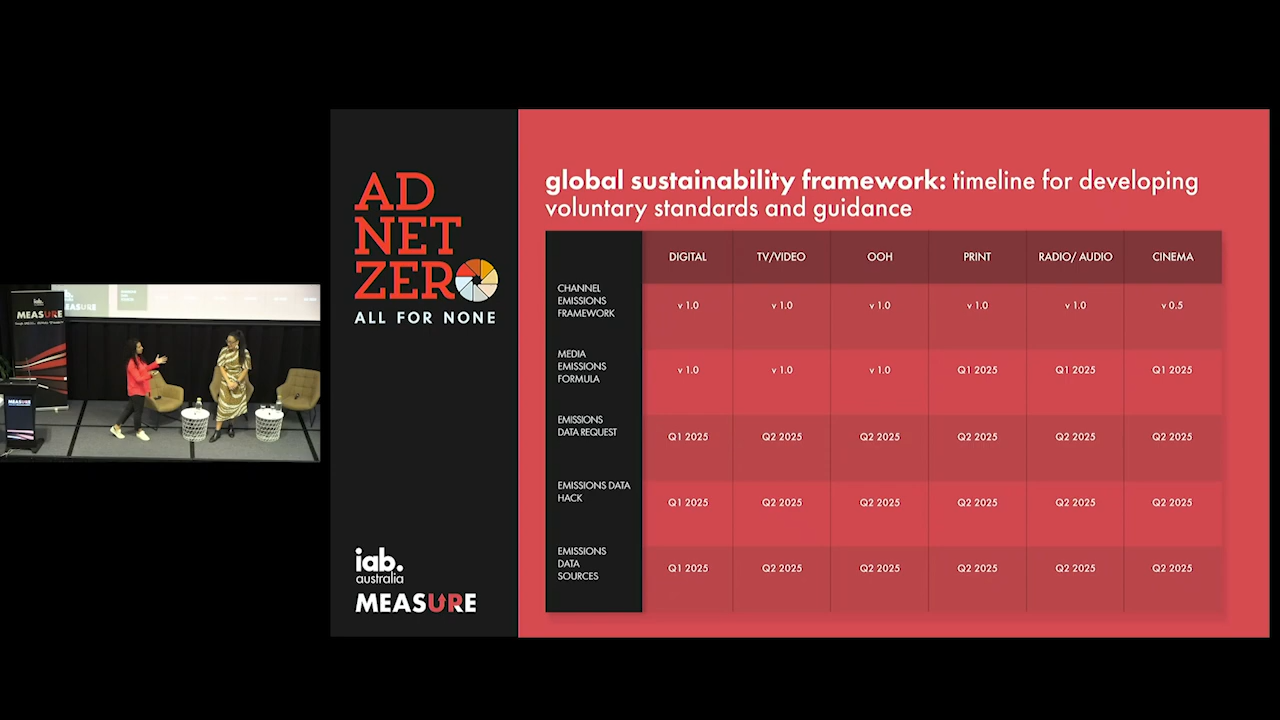 iab.
MEASURE
MEASURE
AD
NET
ZERO
ALL FOR NONE
iab.
australia
MEASURE
global sustainability framework: timeline for developing
voluntary standards and guidance
DIGITAL TV/VIDEO OOH PRINT RADIO/ AUDIO CINEMA
CHANNEL
EMISSIONS
FRAMEWORK
v 1.0 v 1.0 v 1.0 v 1.0 v 1.0 v 0.5
MEDIA
EMISSIONS
FORMULA
v 1.0 v 1.0 v 1.0 Q1 2025 Q1 2025 Q1 2025
EMISSIONS
DATA REQUEST
Q1 2025 Q2 2025 Q2 2025 Q2 2025 Q2 2025 Q2 2025
EMISSIONS DATA
HACK
Q1 2025 Q2 2025 Q2 2025 Q2 2025 Q2 2025 Q2 2025
EMISSIONS
DATA
SOURCES
Q1 2025 Q2 2025 Q2 2025 Q2 2025 Q2 2025 Q2 2025